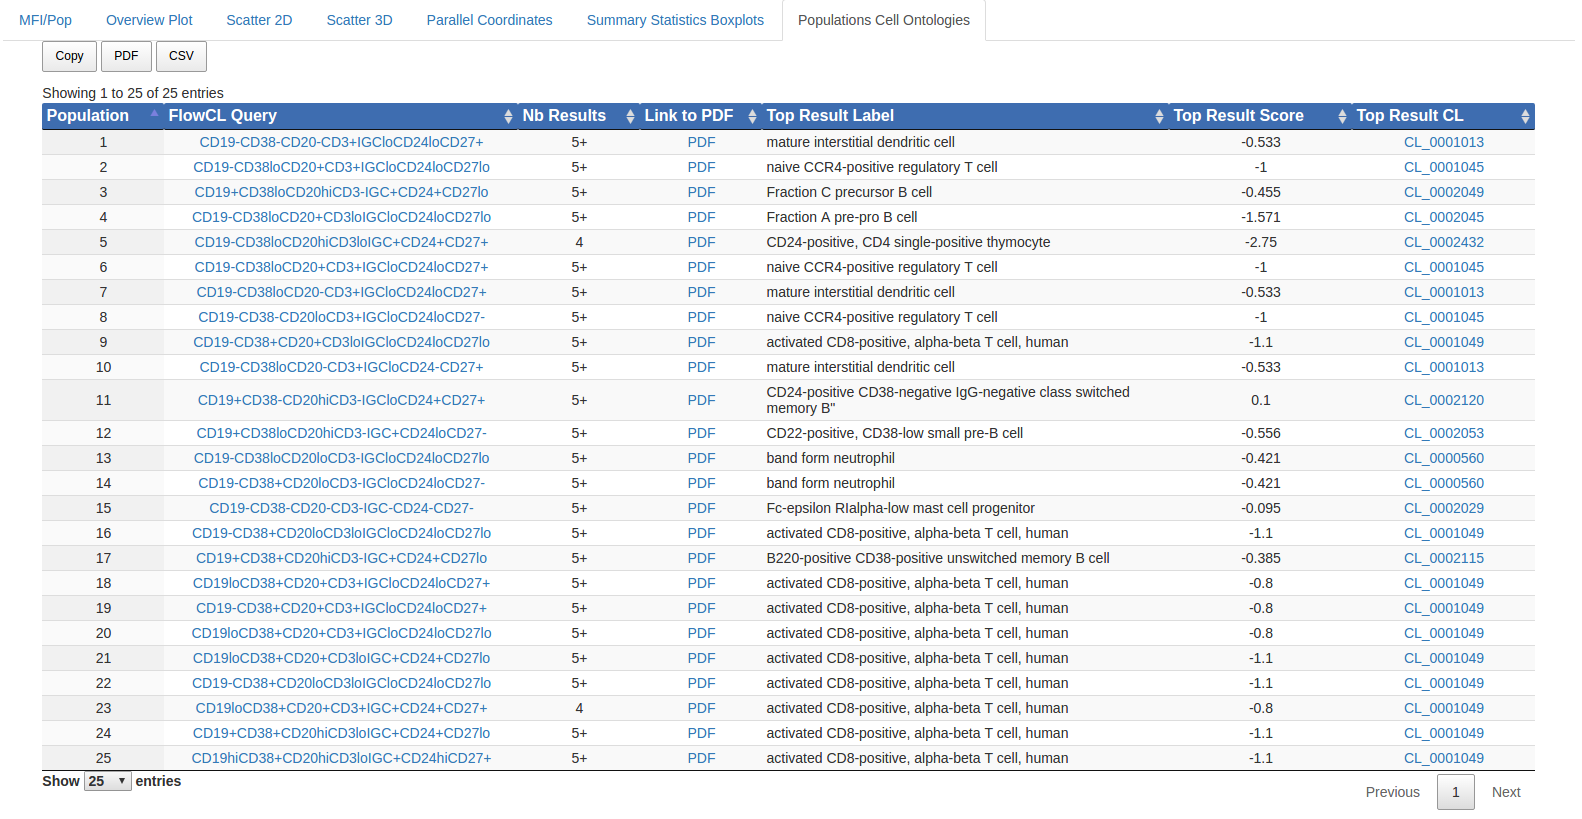 MFI/Pop Overview Plot Scatter 2D Scatter 3D Parallel Coordinates Summary Statistics Boxplots Populations Cell Ontologies
Copy PDF CSV
Showing 1 to 25 of 25 entries
Population FlowCL Query Nb Results Link to PDF Top Result Label Top Result Score Top Result CL
1 CD19-CD38-CD20-CD3+IGCloCD24loCD27+ 5+ PDF mature interstitial dendritic cell -0.533 CL_0001013
2 CD19-CD38loCD20+CD3+IGCloCD24loCD27lo 5+ PDF naive CCR4-positive regulatory T cell -1 CL_0001045
3 CD19+CD38loCD20hiCD3-IGC+CD24+CD27lo 5+ PDF Fraction C precursor B cell -0.455 CL_0002049
4 CD19-CD38loCD20+CD3loIGCloCD24loCD27lo 5+ PDF Fraction A pre-pro B cell -1.571 CL_0002045
5 CD19-CD38loCD20hiCD3loIGC+CD24+CD27+ 4 PDF CD24-positive, CD4 single-positive thymocyte -2.75 CL_0002432
6 CD19-CD38loCD20+CD3+IGCloCD24loCD27+ 5+ PDF naive CCR4-positive regulatory T cell -1 CL_0001045
7 CD19-CD38loCD20-CD3+IGCloCD24loCD27+ 5+ PDF mature interstitial dendritic cell -0.533 CL_0001013
8 CD19-CD38-CD20loCD3+IGCloCD24loCD27- 5+ PDF naive CCR4-positive regulatory T cell -1 CL_0001045
9 CD19-CD38+CD20+CD3loIGCloCD24loCD27lo 5+ PDF activated CD8-positive, alpha-beta T cell, human -1.1 CL_0001049
10 CD19-CD38loCD20-CD3+IGCloCD24-CD27+ 5+ PDF mature interstitial dendritic cell -0.533 CL_0001013
11 CD19+CD38-CD20hiCD3-IGCloCD24+CD27+ 5+ PDF CD24-positive CD38-negative IgG-negative class switched
memory B" 0.1 CL_0002120
12 CD19+CD38loCD20hiCD3-IGC+CD24loCD27- 5+ PDF CD22-positive, CD38-low small pre-B cell -0.556 CL_0002053
13 CD19-CD38loCD20loCD3-IGCloCD24loCD27lo 5+ PDF band form neutrophil -0.421 CL_0000560
14 CD19-CD38+CD20loCD3-IGCloCD24loCD27- 5+ PDF band form neutrophil -0.421 CL_0000560
15 CD19-CD38-CD20-CD3-IGC-CD24-CD27- 5+ PDF Fc-epsilon RIalpha-low mast cell progenitor -0.095 CL_0002029
16 CD19-CD38+CD20loCD3loIGCloCD24loCD27lo 5+ PDF activated CD8-positive, alpha-beta T cell, human -1.1 CL_0001049
17 CD19+CD38+CD20hiCD3-IGC+CD24+CD27lo 5+ PDF B220-positive CD38-positive unswitched memory B cell -0.385 CL_0002115
18 CD19loCD38+CD20+CD3+IGCloCD24loCD27+ 5+ PDF activated CD8-positive, alpha-beta T cell, human -0.8 CL_0001049
19 CD19-CD38+CD20+CD3+IGCloCD24loCD27+ 5+ PDF activated CD8-positive, alpha-beta T cell, human -0.8 CL_0001049
20 CD19loCD38+CD20+CD3+IGCloCD24loCD27lo 5+ PDF activated CD8-positive, alpha-beta T cell, human -0.8 CL_0001049
21 CD19loCD38+CD20+CD3loIGC+CD24+CD27lo 5+ PDF activated CD8-positive, alpha-beta T cell, human -1.1 CL_0001049
22 CD19-CD38+CD20loCD3loIGCloCD24loCD27lo 5+ PDF activated CD8-positive, alpha-beta T cell, human -1.1 CL_0001049
23 CD19loCD38+CD20+CD3+IGC+CD24+CD27+ 4 PDF activated CD8-positive, alpha-beta T cell, human -0.8 CL_0001049
24 CD19+CD38+CD20hiCD3loIGC+CD24+CD27lo 5+ PDF activated CD8-positive, alpha-beta T cell, human -1.1 CL_0001049
25 CD19hiCD38+CD20hiCD3loIGC+CD24hiCD27+ 5+ PDF activated CD8-positive, alpha-beta T cell, human -1.1 CL_0001049
Show 25 entries
Previous 1 Next